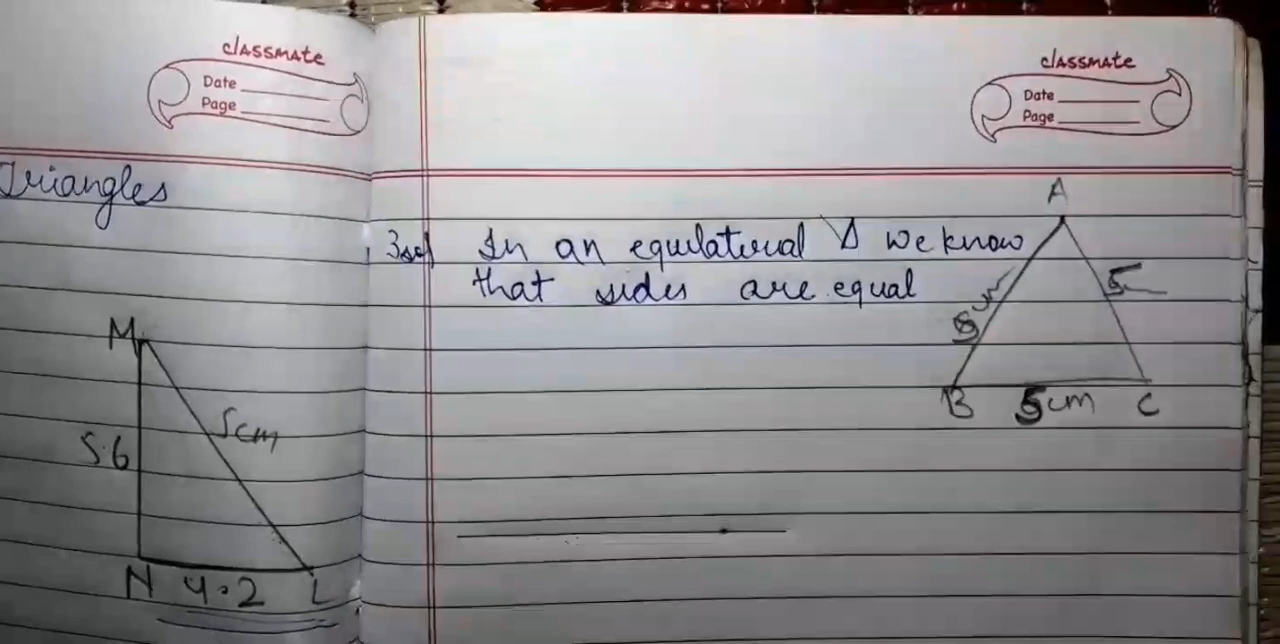 classmate
Date
Page
Triangles
M
5.6
5cm
N 4.2 L
classmate
Date
Page
3sol In an equilateral Δ we know
that sides are equal
A
5
B 5cm C